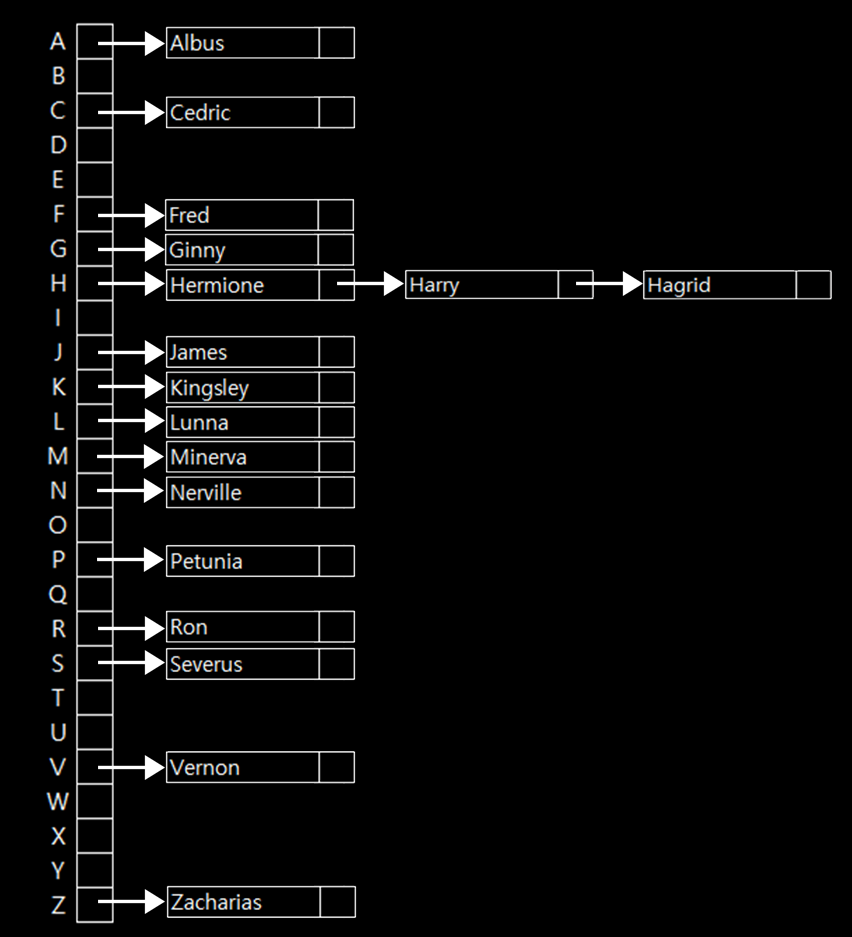 A Albus
B
C Cedric
D
E
F Fred
G Ginny
H Hermione Harry Hagrid
I
J James
K Kingsley
L Lunna
M Minerva
N Nerville
O
P Petunia
Q
R Ron
S Severus
T
U
V Vernon
W
X
Y
Z Zacharias